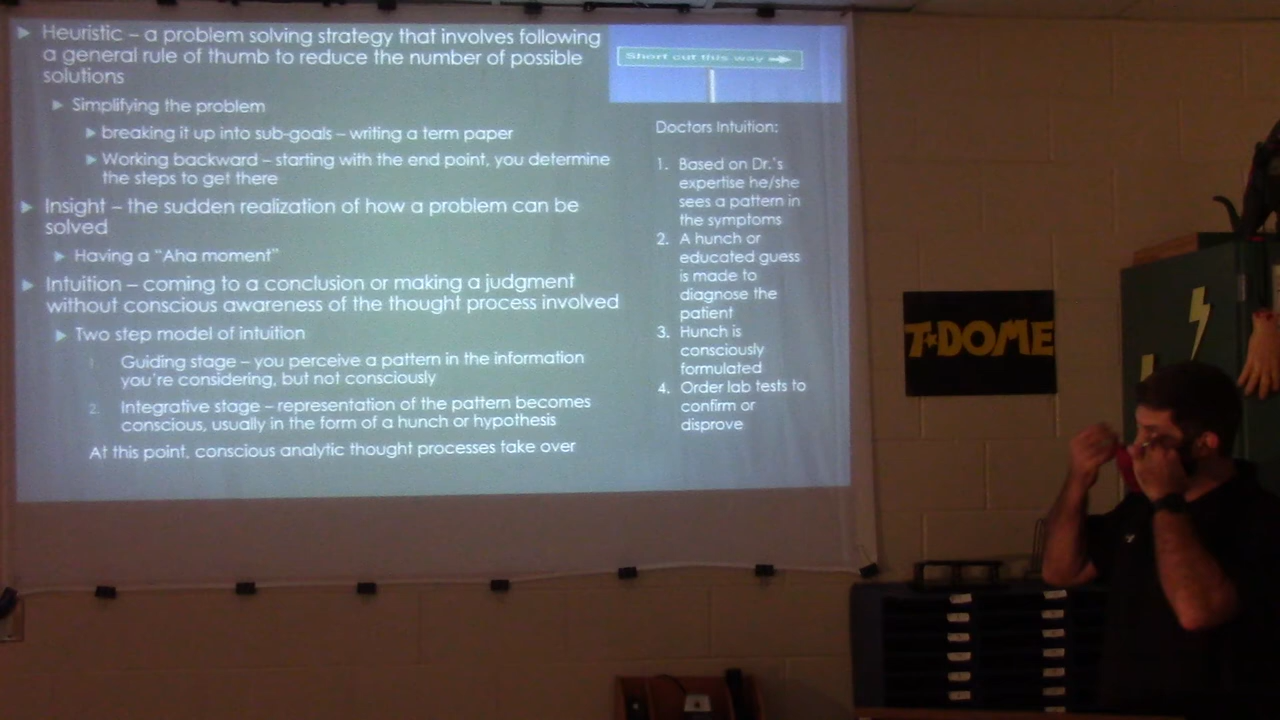 Heuristic – a problem solving strategy that involves following
a general rule of thumb to reduce the number of possible
solutions
Simplifying the problem
breaking it up into sub-goals – writing a term paper
Working backward – starting with the end point, you determine
the steps to get there
Insight – the sudden realization of how a problem can be
solved
Having a “Aha moment”
Intuition – coming to a conclusion or making a judgment
without conscious awareness of the thought process involved
Two step model of intuition
1. Guiding stage – you perceive a pattern in the information
you're considering, but not consciously
2. Integrative stage – representation of the pattern becomes
conscious, usually in the form of a hunch or hypothesis
At this point, conscious analytic thought processes take over
Short cut this way
Doctors Intuition:
1. Based on Dr.'s
expertise he/she
sees a pattern in
the symptoms
2. A hunch or
educated guess
is made to
diagnose the
patient
3. Hunch is
consciously
formulated
4. Order lab tests to
confirm or
disprove
T★DOME